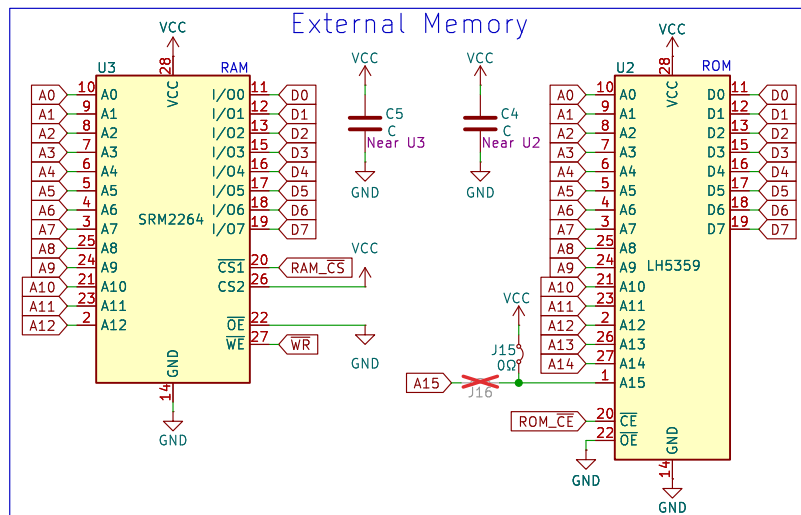 External Memory
VCC
U3 RAM
28
VCC
A0 10 A0 I/O0 11 D0
A1 9 A1 I/O1 12 D1
A2 8 A2 I/O2 13 D2
A3 7 A3 I/O3 15 D3
A4 6 A4 I/O4 16 D4
A5 5 A5 I/O5 17 D5
A6 4 A6 I/O6 18 D6
A7 3 A7 I/O7 19 D7
SRM2264
A8 25 A8
A9 24 A9 CS1 20 RAM_CS
A10 21 A10 CS2 26 VCC
A11 23 A11
A12 2 A12 OE 22 GND
WE 27 WR
GND
14
GND
VCC
C5
C
Near U3
GND
VCC
C4
C
Near U2
GND
VCC
U2 ROM
28
VCC
A0 10 A0 D0 11 D0
A1 9 A1 D1 12 D1
A2 8 A2 D2 13 D2
A3 7 A3 D3 15 D3
A4 6 A4 D4 16 D4
A5 5 A5 D5 17 D5
A6 4 A6 D6 18 D6
A7 3 A7 D7 19 D7
A8 25 A8
A9 24 A9
LH5359
A10 21 A10
A11 23 A11
A12 2 A12
A13 26 A13
A14 27 A14
VCC
J15
0Ω
A15 J16 1 A15
ROM_CE 20 CE
22 OE
GND
GND
14
GND